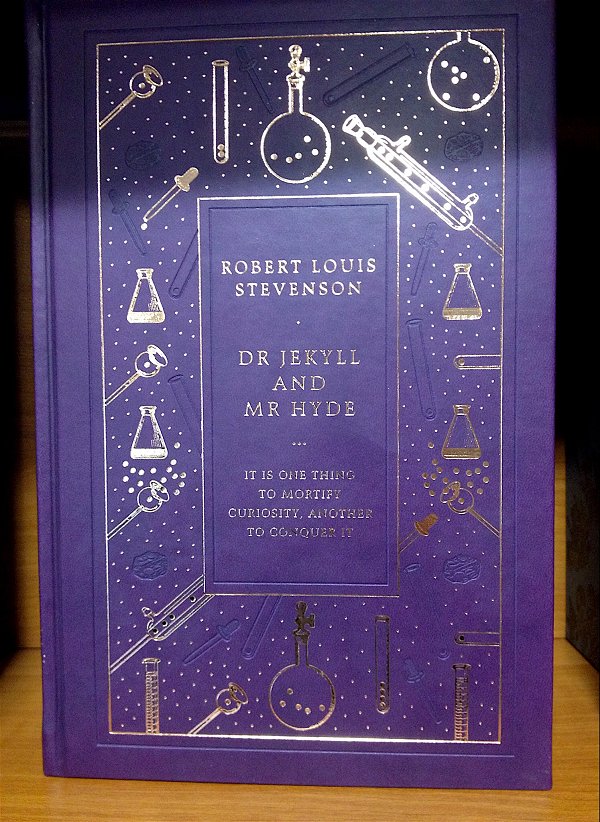 ROBERT LOUIS
STEVENSON
DR JEKYLL
AND
MR HYDE
...
IT IS ONE THING
TO MORTIFY
CURIOSITY, ANOTHER
TO CONQUER IT